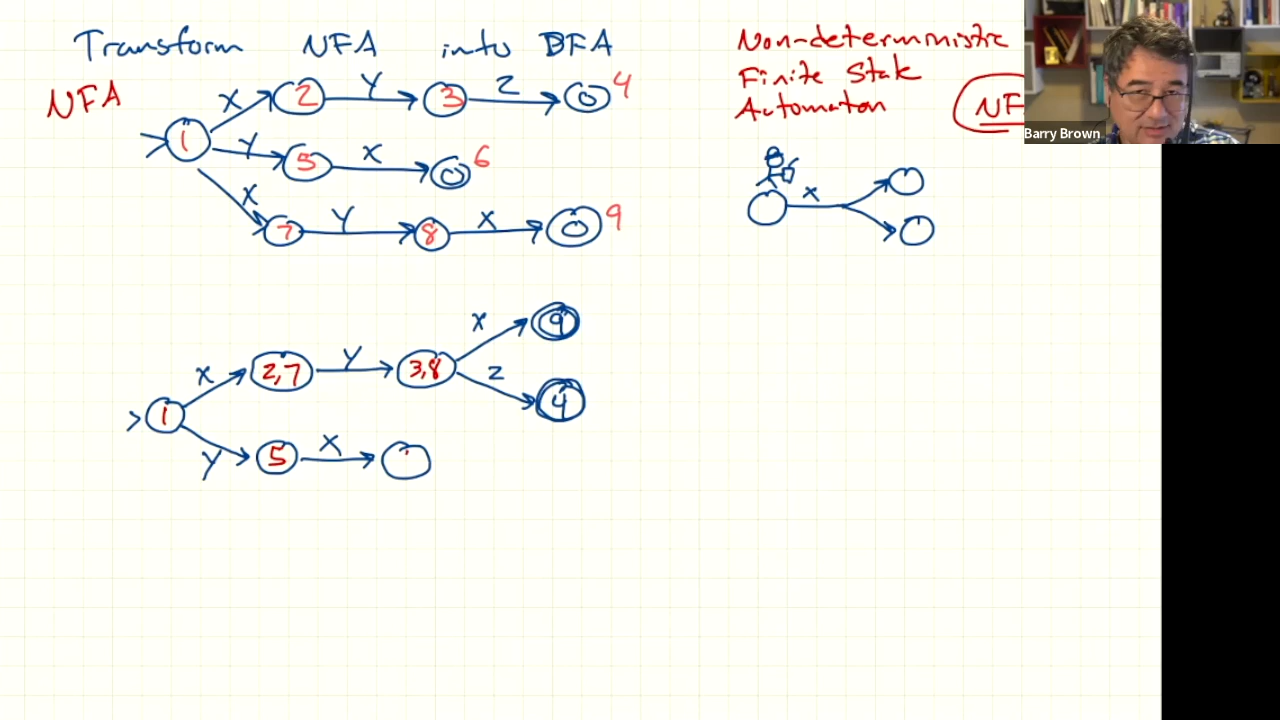 Transform NFA into DFA
NFA
1
X
2
Y
3
Z
4
Y
5
X
6
X
7
Y
8
X
9
1
X
2,7
Y
3,8
X
9
Z
4
Y
5
X
Non-deterministic
Finite State
Automaton
NF
X
Barry Brown